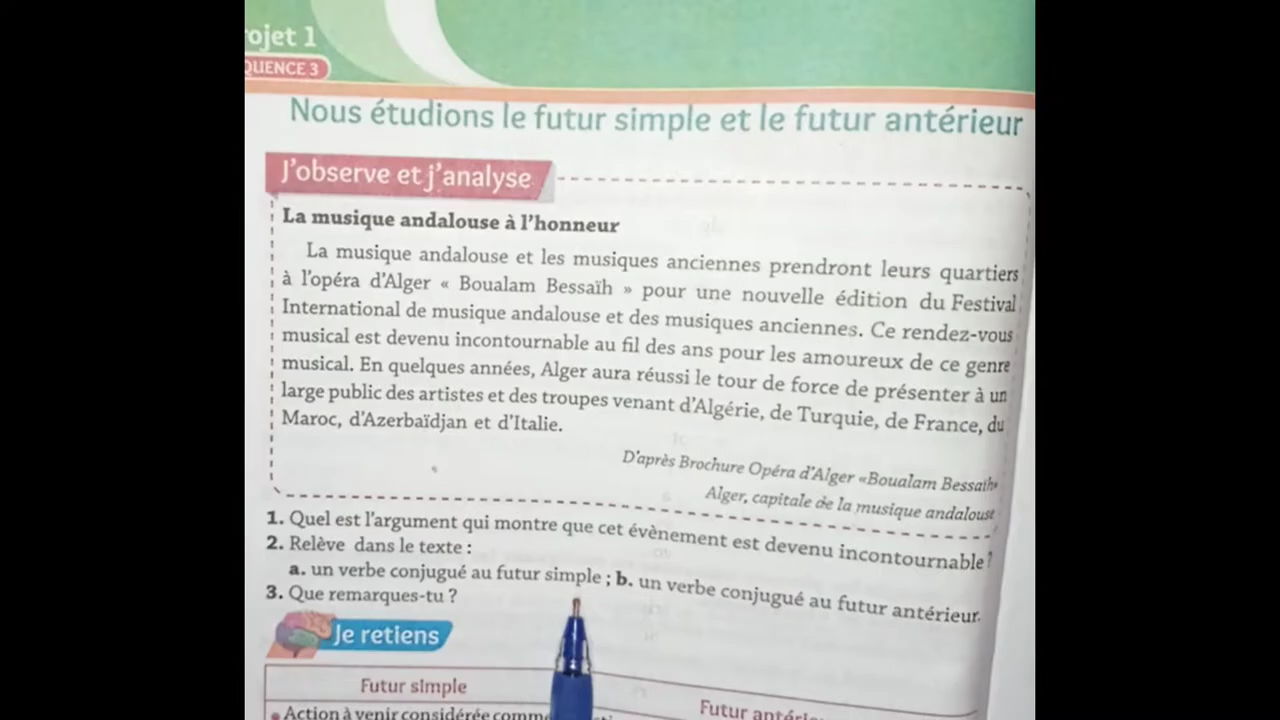 ojet 1
QUENCE 3
Nous étudions le futur simple et le futur antérieur
J'observe et j'analyse
La musique andalouse à l'honneur
La musique andalouse et les musiques anciennes prendront leurs quartiers
à l'opéra d'Alger « Boualam Bessaïh » pour une nouvelle édition du Festival
International de musique andalouse et des musiques anciennes. Ce rendez-vous
musical est devenu incontournable au fil des ans pour les amoureux de ce genre
musical. En quelques années, Alger aura réussi le tour de force de présenter à un
large public des artistes et des troupes venant d'Algérie, de Turquie, de France, du
Maroc, d'Azerbaïdjan et d'Italie.
D'après Brochure Opéra d'Alger «Boualam Bessaih»
Alger, capitale de la musique andalouse
1. Quel est l'argument qui montre que cet évènement est devenu incontournable ?
2. Relève dans le texte :
a. un verbe conjugué au futur simple ; b. un verbe conjugué au futur antérieur.
3. Que remarques-tu ?
Je retiens
Futur simple
Futur
Action à venir considérée comme